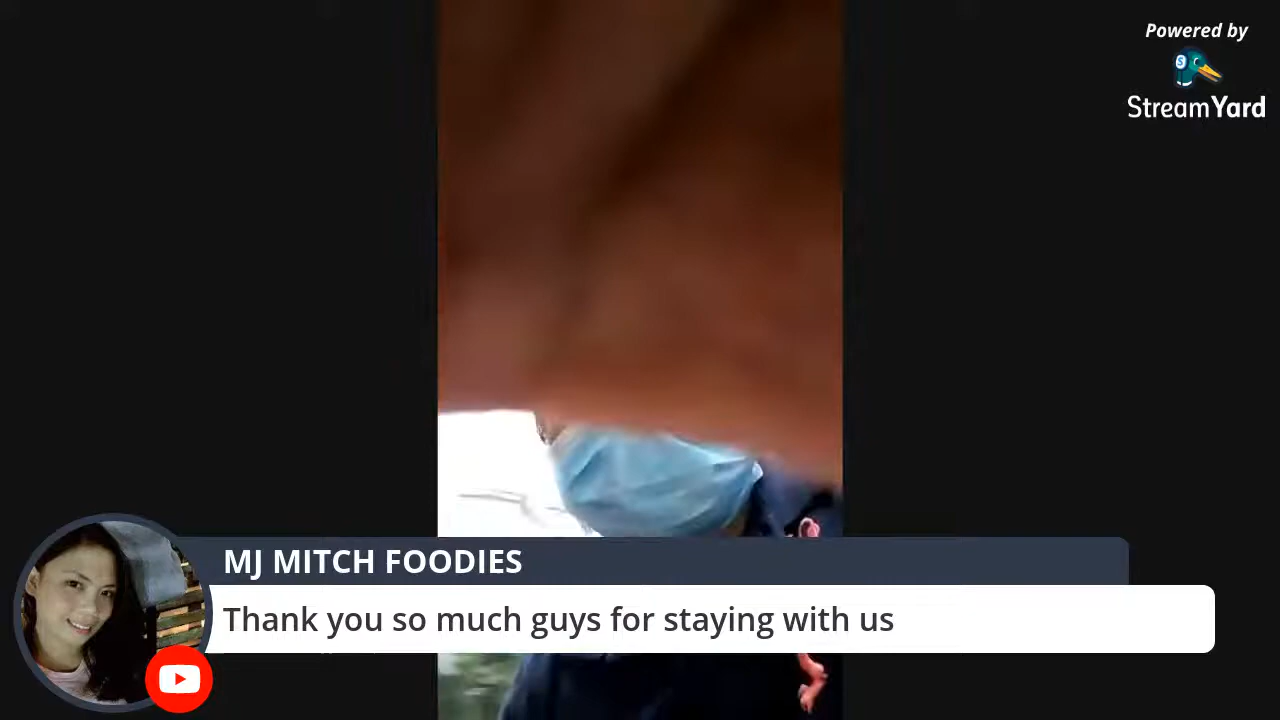 Powered by
StreamYard
MJ MITCH FOODIES
Thank you so much guys for staying with us